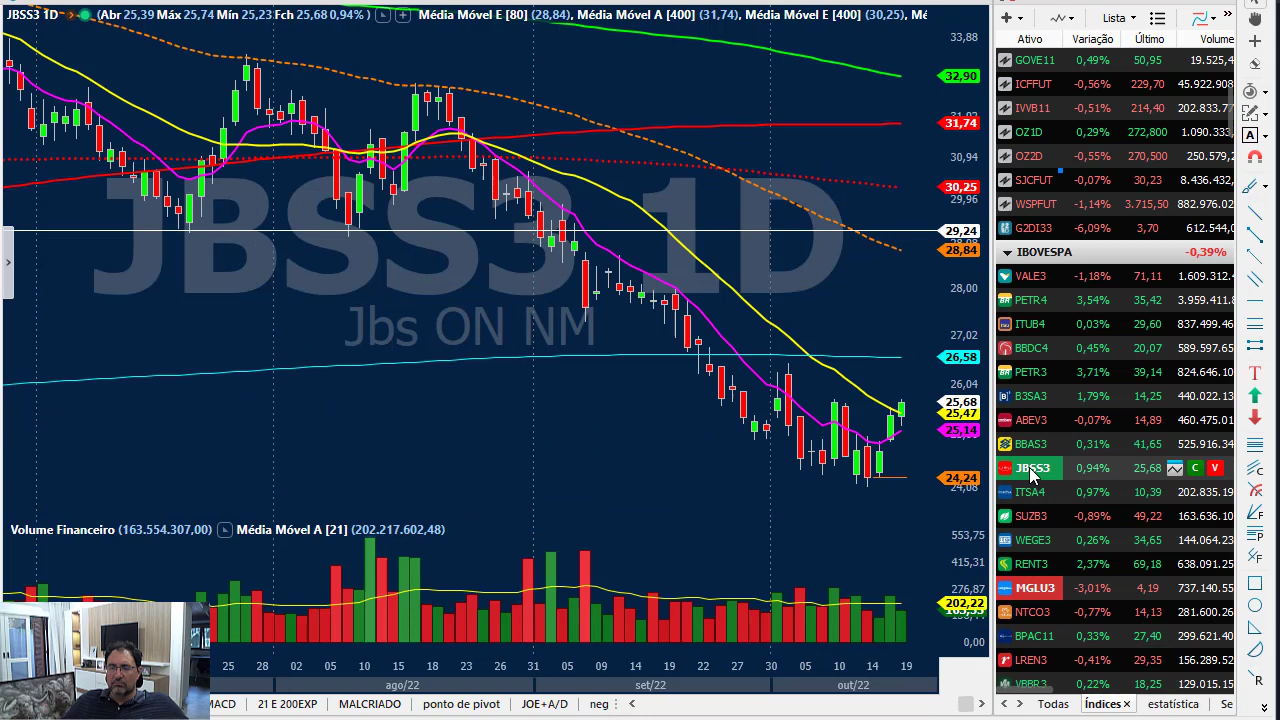 JBSS3 1D (Abr 25,39 Máx 25,74 Mín 25,23 Fch 25,68 0,94%) Média Móvel E [80] (28,84), Média Móvel A [400] (31,74), Média Móvel E [400] (30,25), Mé
33,88
32,90
31,74
30,94
30,25
29,96
29,24
28,84
28,00
27,02
26,58
26,04
25,68
25,47
25,14
24,24
24,08
JBSS3 1D
Jbs ON NM
Volume Financeiro (163.554.307,00) Média Móvel A [21] (202.217.602,48)
553,75
415,31
276,87
202,22
0,00
25 28 02 05 10 15 18 23 26 31 05 09 14 19 22 27 30 05 10 14 19
ago/22 set/22 out/22
MACD 21 E 200EXP MALCRIADO ponto de pivot JOE+A/D neg
Lista
Ativo Variação Último Volume
GOVE11 0,49% 50,95 19.525,4
ICFFUT -0,56% 229,70 45.922.908
IVVB11 -0,51% 214,40 202.833.7
OZ1D 0,29% 272,800 1.090.333
OZ2D -0,55% 270,500 10.579,2
SJCFUT -0,07% 30,23 8.436.432
WSPFUT -1,14% 3.715,50 882.976.02
G2DI33 -6,09% 3,70 612.544,0
IBOVESPA -0,39%
VALE3 -1,18% 71,11 1.609.312.4
PETR4 3,54% 35,42 3.959.411.8
ITUB4 0,03% 29,60 837.499.46
BBDC4 0,45% 20,07 589.597.50
PETR3 3,71% 39,14 824.646.10
B3SA3 1,79% 14,25 440.022.13
ABEV3 -0,07% 14,89 442.023.51
BBAS3 0,31% 41,65 525.916.34
JBSS3 0,94% 25,68 C V
ITSA4 0,97% 10,39 202.835.19
SUZB3 -0,89% 49,22 163.636.10
WEGE3 0,26% 34,65 144.064.23
RENT3 2,37% 69,18 638.091.25
MGLU3 -3,01% 4,19 737.140.55
NTCO3 -0,77% 14,13 281.600.26
BPAC11 0,33% 27,40 299.621.40
LREN3 -0,41% 29,35 156.289.52
VBBR3 0,22% 18,25 129.015.15
Todas Índices × estatística Se